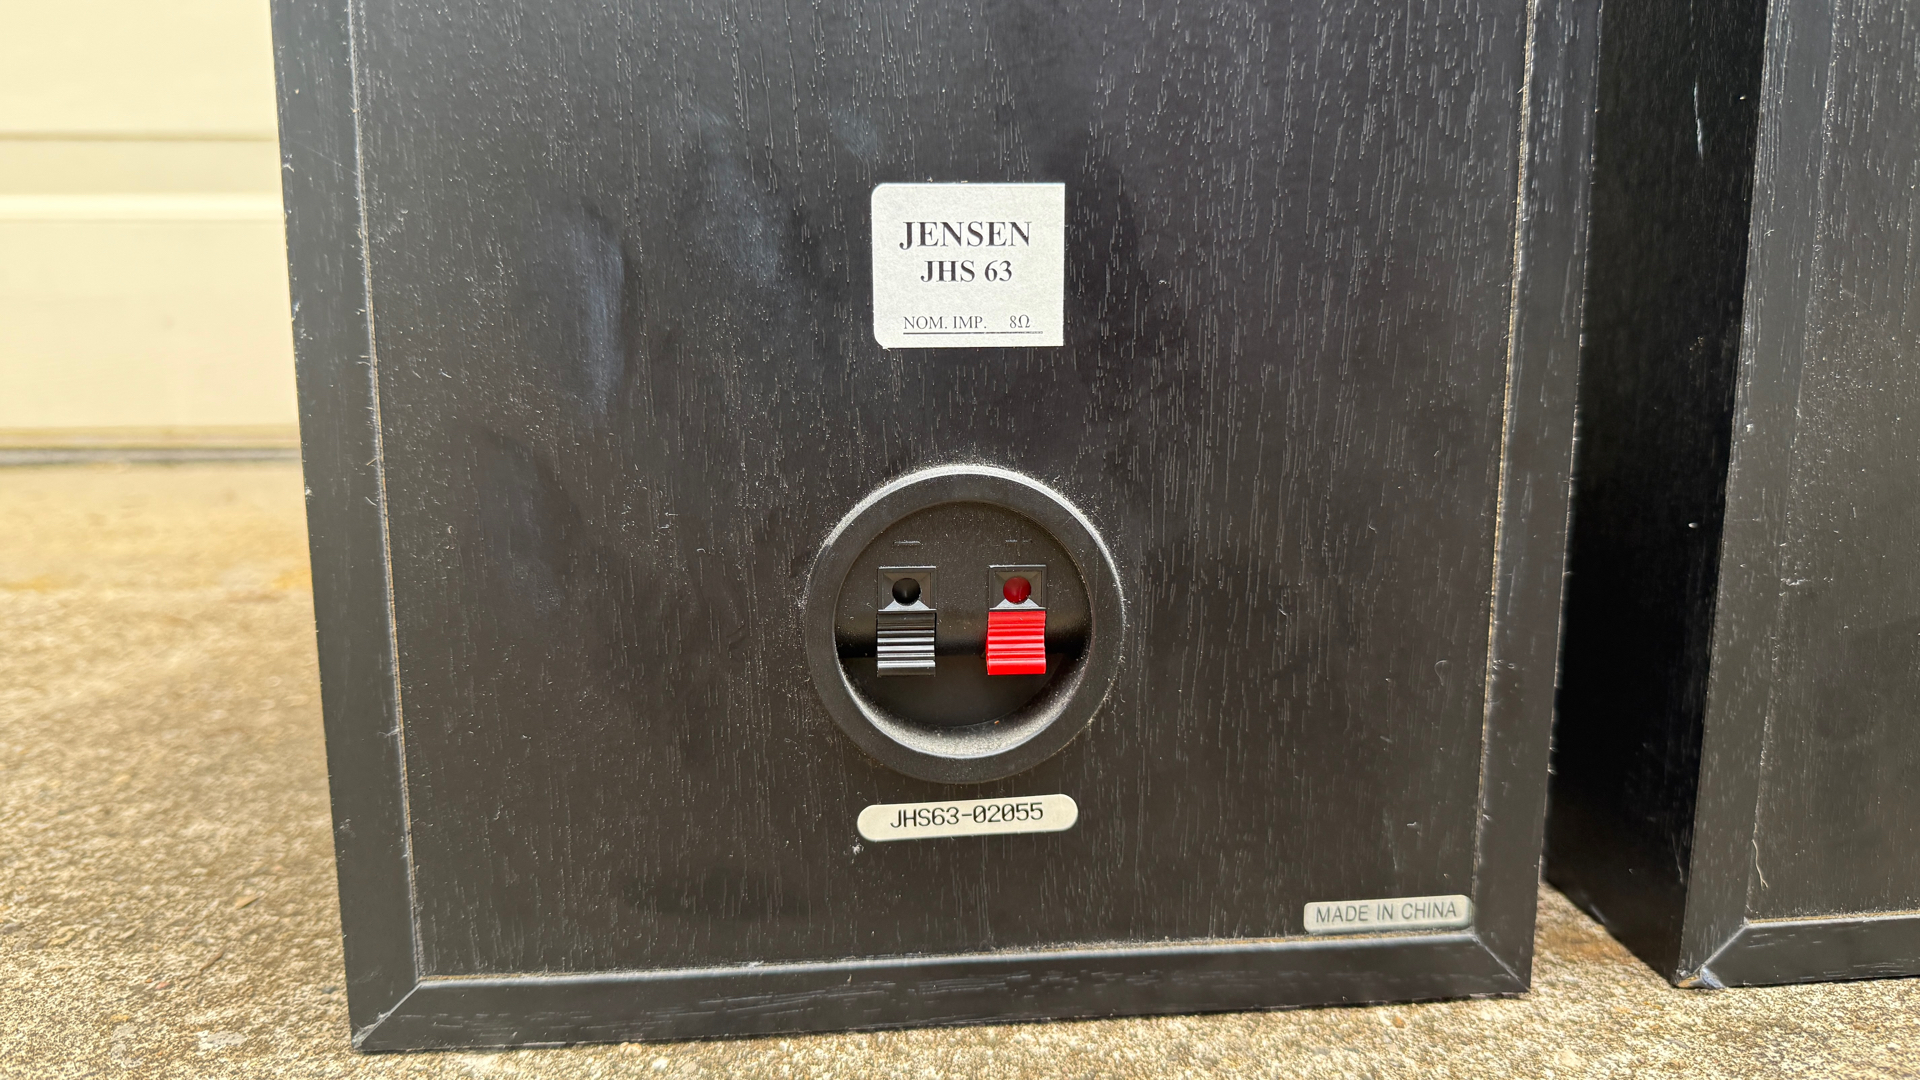 JENSEN
JHS 63
NOM. IMP. 8Ω
− +
JHS63-02055
MADE IN CHINA